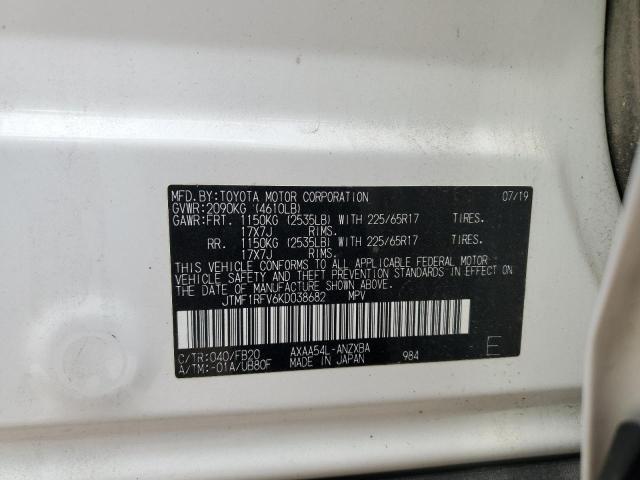 MFD.BY:TOYOTA MOTOR CORPORATION 07/19
GVWR:2090KG (4610LB)
GAWR:FRT. 1150KG (2535LB) WITH 225/65R17 TIRES.
17X7J RIMS.
RR. 1150KG (2535LB) WITH 225/65R17 TIRES.
17X7J RIMS.
THIS VEHICLE CONFORMS TO ALL APPLICABLE FEDERAL MOTOR
VEHICLE SAFETY AND THEFT PREVENTION STANDARDS IN EFFECT
ON THE DATE OF MANUFACTURE SHOWN ABOVE.
JTMF1RFV6KD038682 MPV
C/TR:040/FB20 AXAA54L-ANZXBA 984 E
A/TM:-01A/UB80F MADE IN JAPAN